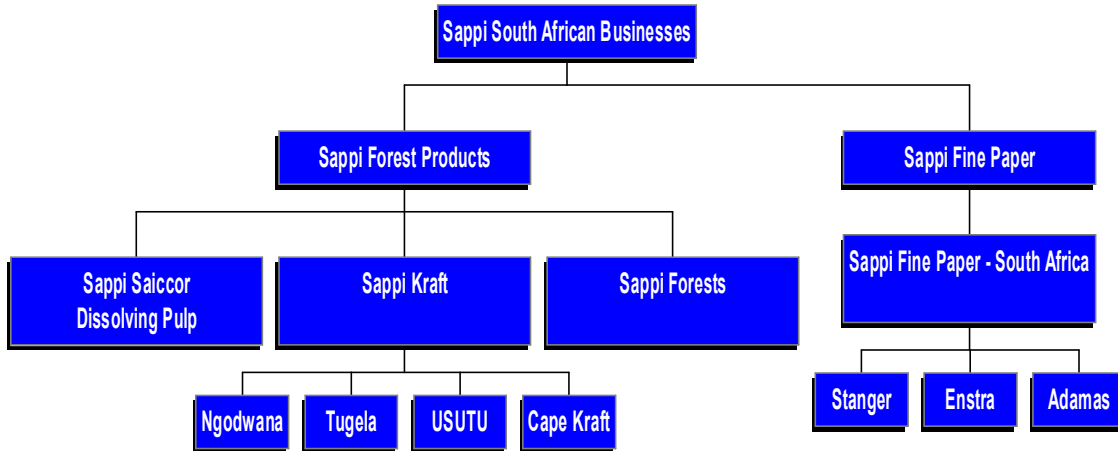 Sappi South African Businesses
Sappi Forest Products
Sappi Fine Paper
Sappi Saiccor
Dissolving Pulp
Sappi Kraft
Sappi Forests
Sappi Fine Paper - South Africa
Ngodwana
Tugela
USUTU
Cape Kraft
Stanger
Enstra
Adamas